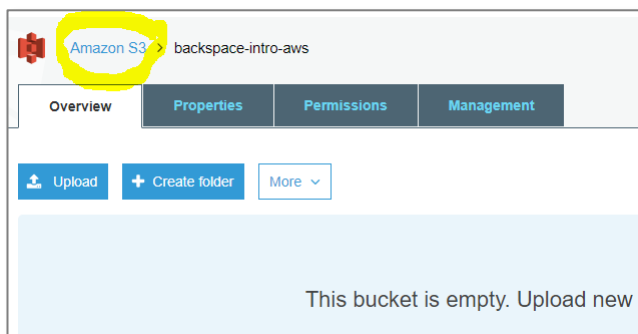 Amazon S3 > backspace-intro-aws
Overview Properties Permissions Management
Upload + Create folder More
This bucket is empty. Upload new